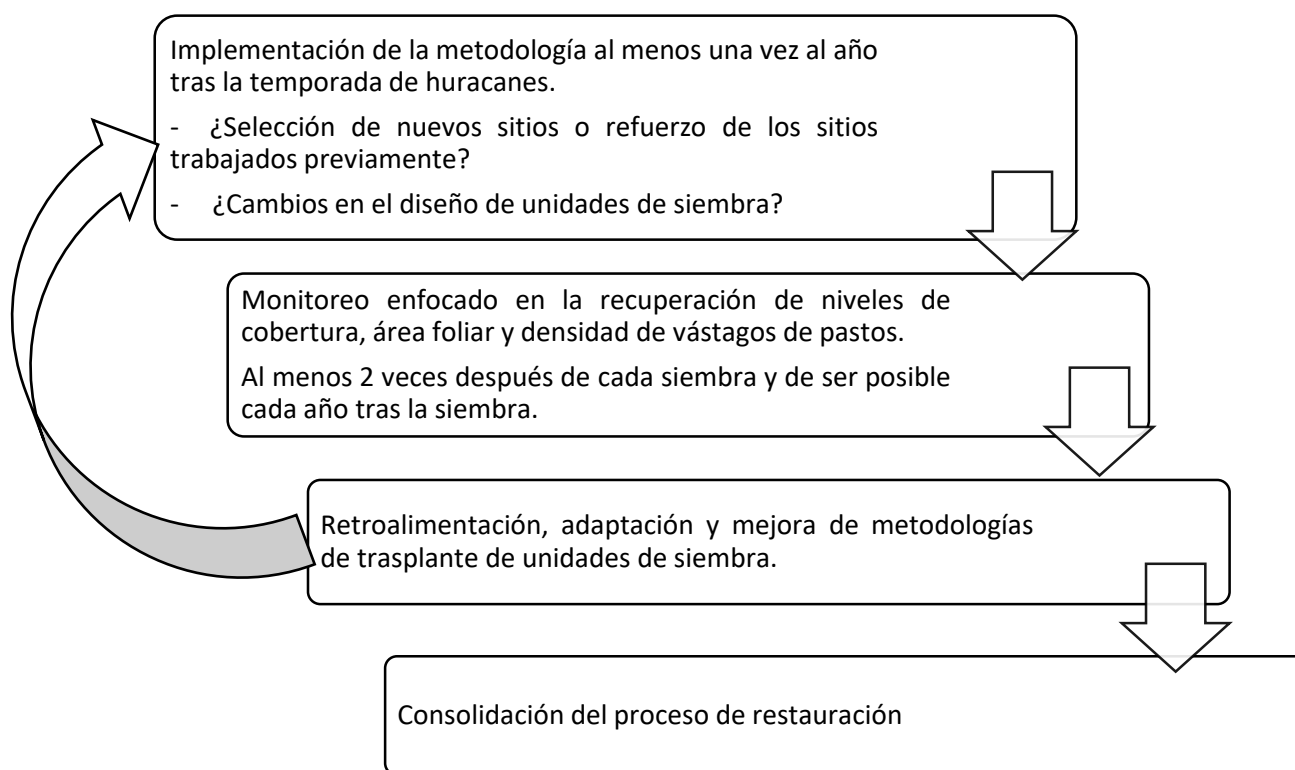 Implementación de la metodología al menos una vez al año
tras la temporada de huracanes.
- ¿Selección de nuevos sitios o refuerzo de los sitios
trabajados previamente?
- ¿Cambios en el diseño de unidades de siembra?
Monitoreo enfocado en la recuperación de niveles de
cobertura, área foliar y densidad de vástagos de pastos.
Al menos 2 veces después de cada siembra y de ser posible
cada año tras la siembra.
Retroalimentación, adaptación y mejora de metodologías
de trasplante de unidades de siembra.
Consolidación del proceso de restauración